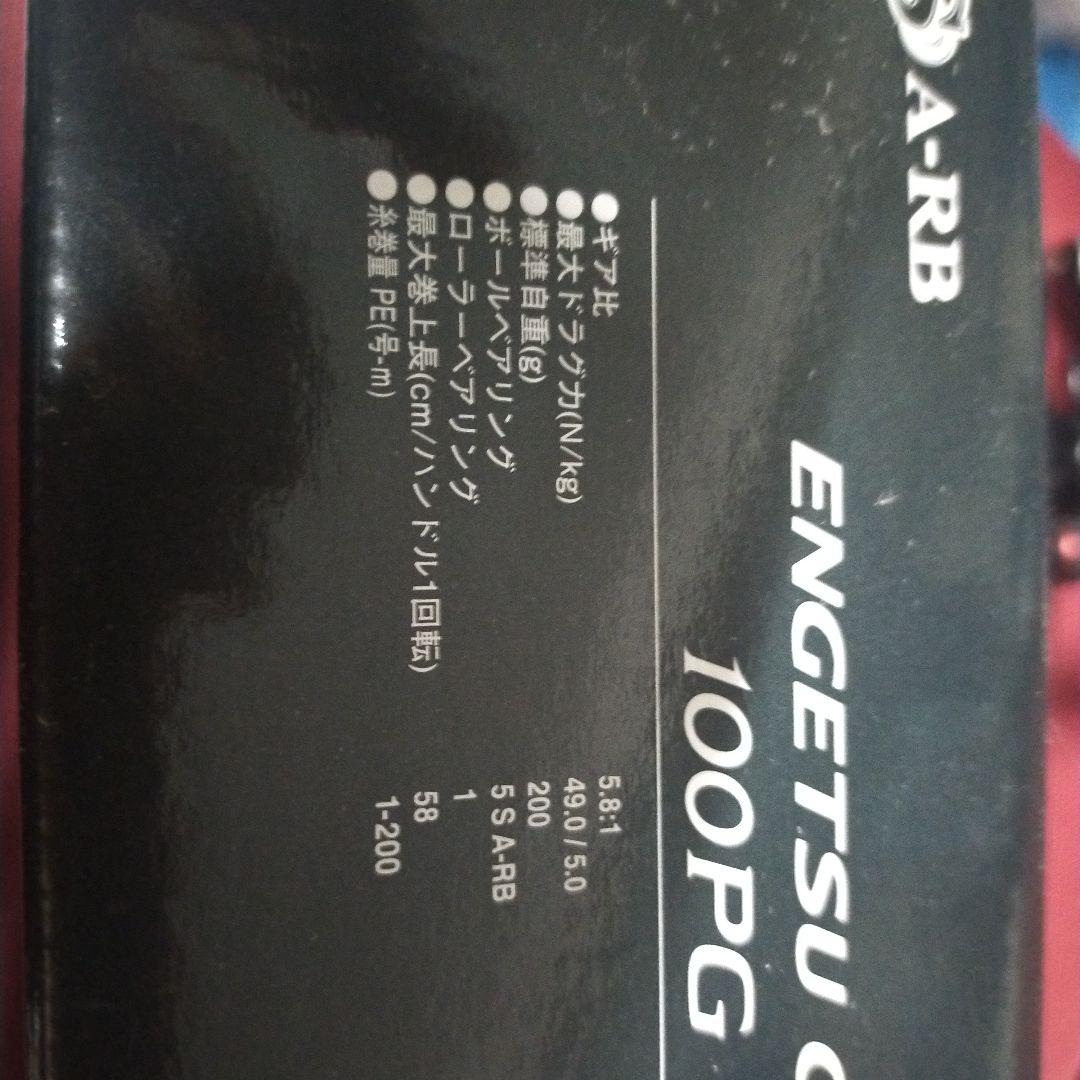 S A-RB
ENGETSU
100PG
●ギア比 5.8:1
●最大ドラグ力(N/kg) 49.0 / 5.0
●標準自重(g) 200
●ボールベアリング 5 S A-RB
●ローラーベアリング 1
●最大巻上長(cm/ハンドル1回転) 58
●糸巻量 PE(号-m) 1-200